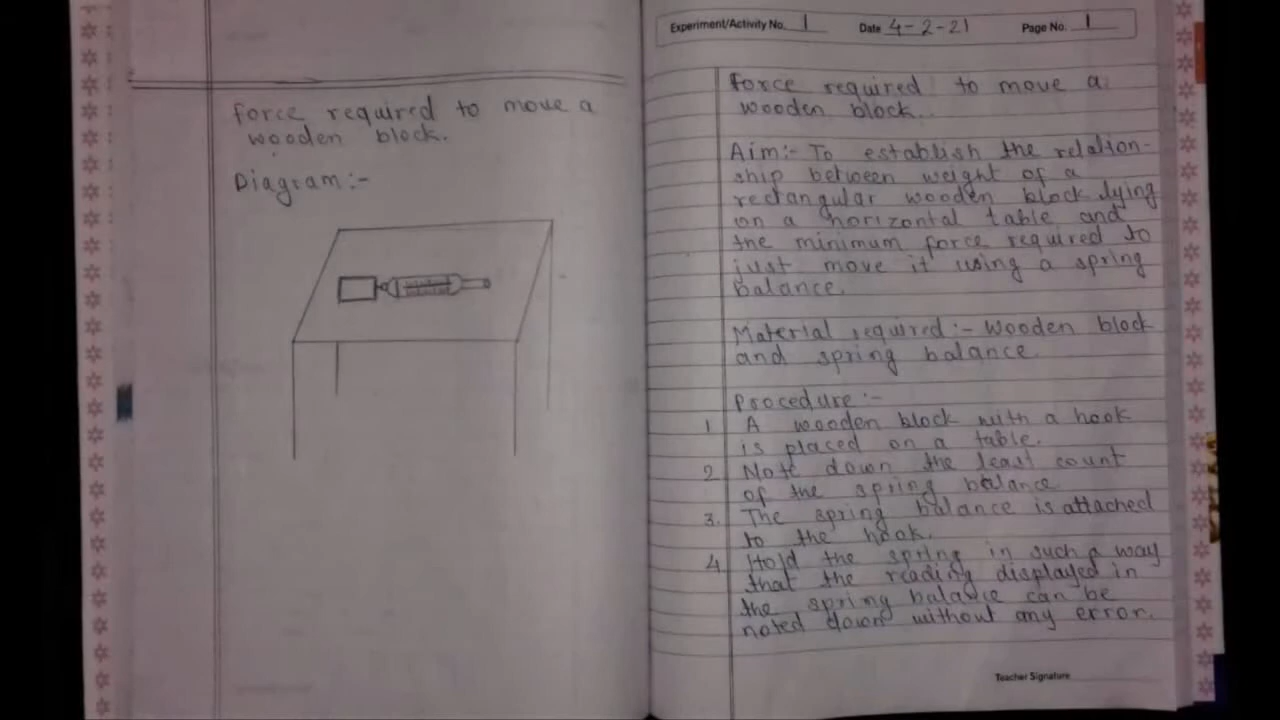 Force required to move a
wooden block.
Diagram:-
Experiment/Activity No. 1 Date 4-2-21 Page No. 1
Force required to move a
wooden block.
Aim:- To establish the relation-
ship between weight of a
rectangular wooden block lying
on a horizontal table and
the minimum force required to
just move it using a spring
balance.
Material required:- Wooden block
and spring balance
Procedure:-
1 A wooden block with a hook
is placed on a table.
2 Note down the least count
of the spring balance
3. The spring balance is attached
to the hook.
4. Hold the spring in such a way
that the reading displayed in
the spring balance can be
noted down without any error.
Teacher Signature